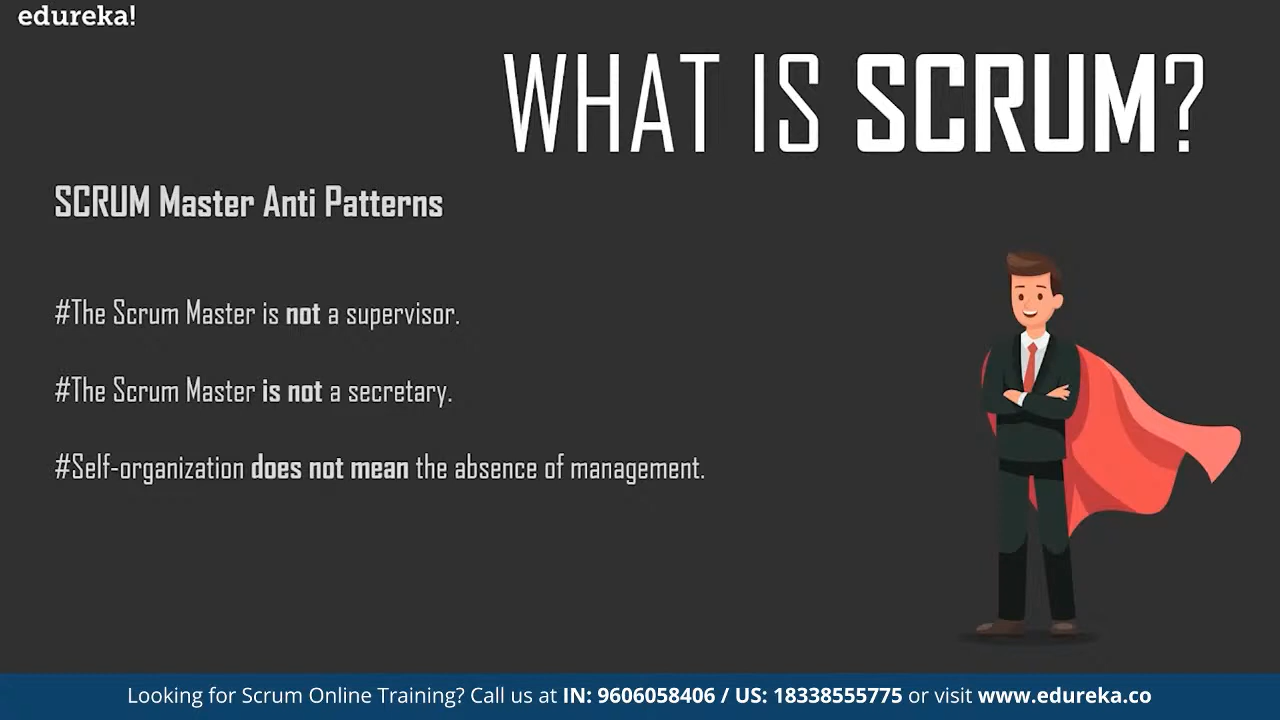 edureka!
WHAT IS SCRUM?
SCRUM Master Anti Patterns
#The Scrum Master is not a supervisor.
#The Scrum Master is not a secretary.
#Self-organization does not mean the absence of management.
Looking for Scrum Online Training? Call us at IN: 9606058406 / US: 18338555775 or visit www.edureka.co